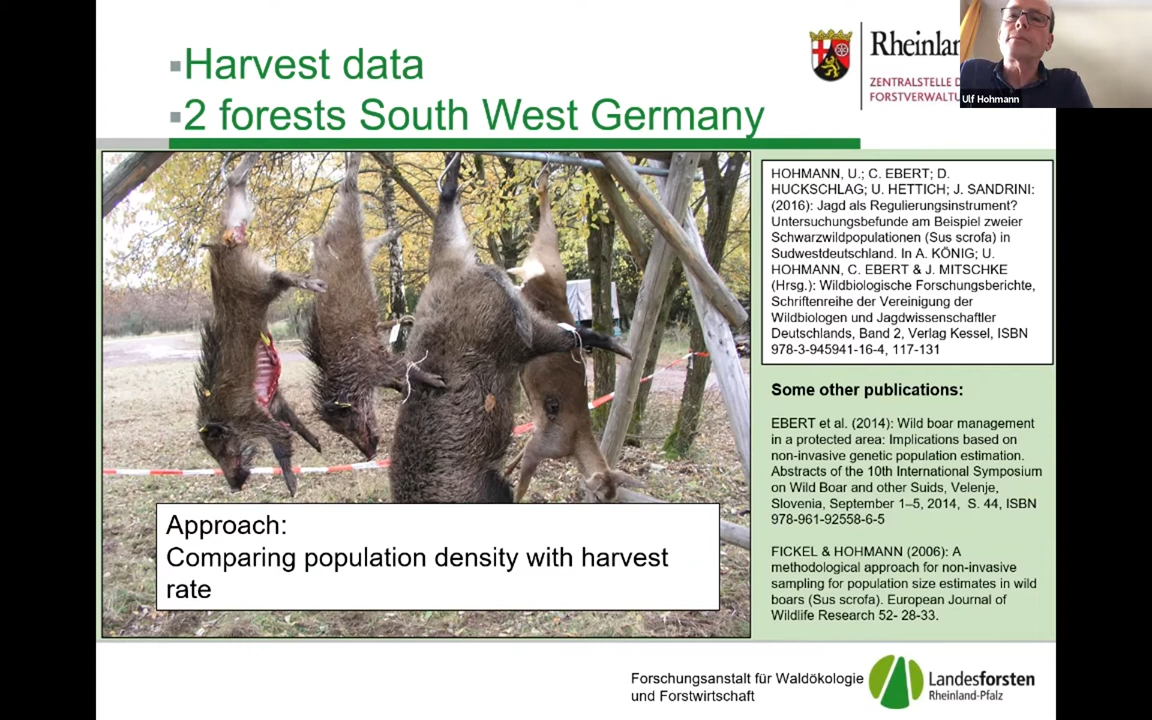 ▪Harvest data
▪2 forests South West Germany
Ulf Hohmann
HOHMANN, U.; C. EBERT; D.
HUCKSCHLAG; U. HETTICH; J. SANDRINI:
(2016): Jagd als Regulierungsinstrument?
Untersuchungsbefunde am Beispiel zweier
Schwarzwildpopulationen (Sus scrofa) in
Sudwestdeutschland. In A. KÖNIG; U.
HOHMANN, C. EBERT & J. MITSCHKE
(Hrsg.): Wildbiologische Forschungsberichte,
Schriftenreihe der Vereinigung der
Wildbiologen und Jagdwissenschaftler
Deutschlands, Band 2, Verlag Kessel, ISBN
978-3-945941-16-4, 117-131
Some other publications:
EBERT et al. (2014): Wild boar management
in a protected area: Implications based on
non-invasive genetic population estimation.
Abstracts of the 10th International Symposium
on Wild Boar and other Suids, Velenje,
Slovenia, September 1–5, 2014, S. 44, ISBN
978-961-92558-6-5
FICKEL & HOHMANN (2006): A
methodological approach for non-invasive
sampling for population size estimates in wild
boars (Sus scrofa). European Journal of
Wildlife Research 52- 28-33.
Approach:
Comparing population density with harvest
rate
ZENTRALSTELLE
Forschungsanstalt für Waldökologie
und Forstwirtschaft
Landesforsten
Rheinland-Pfalz